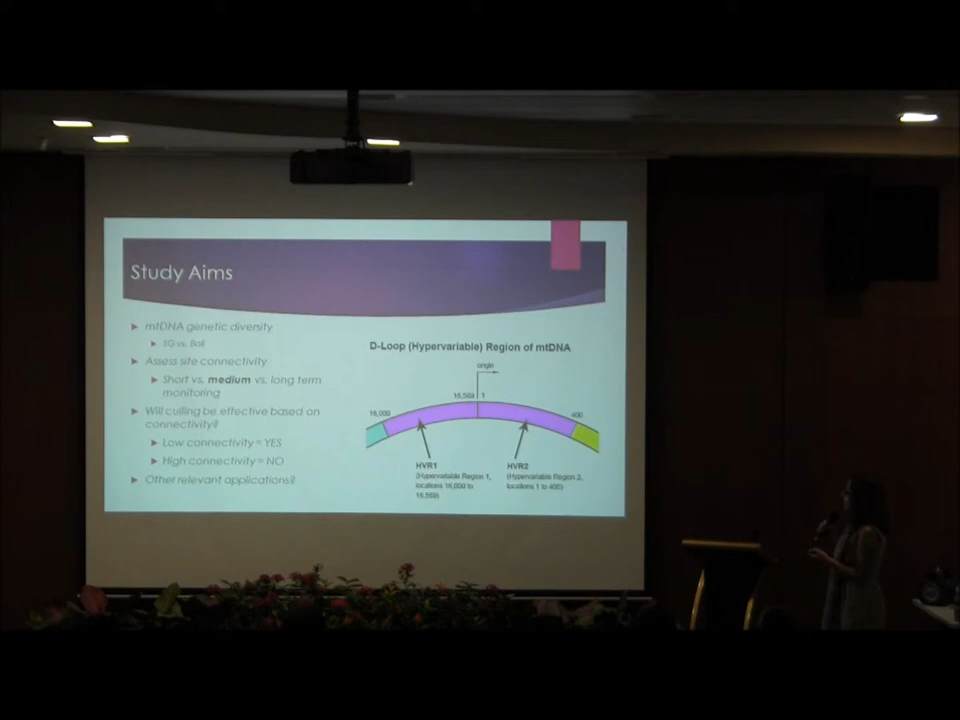 Study Aims
mtDNA genetic diversity
SG vs. Bali
Assess site connectivity
Short vs. medium vs. long term
monitoring
Will culling be effective based on
connectivity?
Low connectivity = YES
High connectivity = NO
Other relevant applications?
D-Loop (Hypervariable) Region of mtDNA
origin
16,569 1
16,000
400
HVR1
(Hypervariable Region 1,
locations 16,000 to
16,569)
HVR2
(Hypervariable Region 2,
locations 1 to 400)